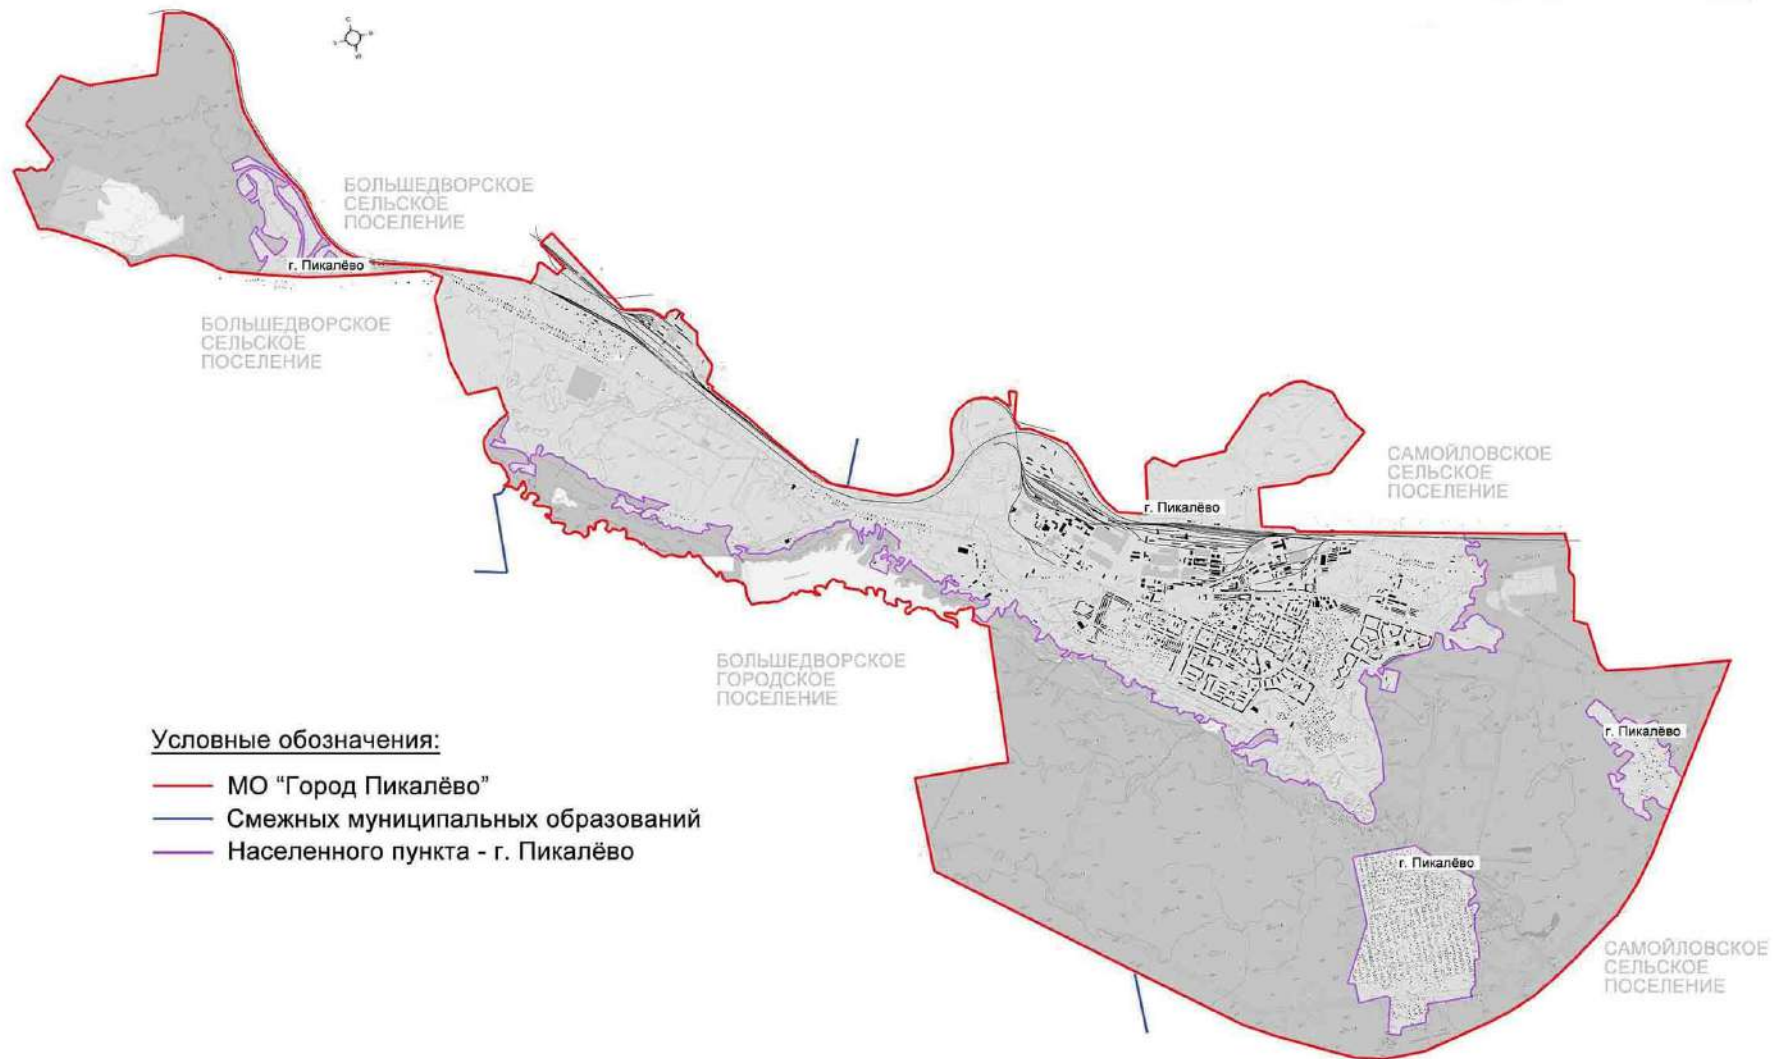 БОЛЬШЕДВОРСКОЕ
СЕЛЬСКОЕ
ПОСЕЛЕНИЕ
г. Пикалёво
БОЛЬШЕДВОРСКОЕ
СЕЛЬСКОЕ
ПОСЕЛЕНИЕ
САМОЙЛОВСКОЕ
СЕЛЬСКОЕ
ПОСЕЛЕНИЕ
г. Пикалёво
БОЛЬШЕДВОРСКОЕ
ГОРОДСКОЕ
ПОСЕЛЕНИЕ
г. Пикалёво
Условные обозначения:
МО “Город Пикалёво”
Смежных муниципальных образований
Населенного пункта - г. Пикалёво
г. Пикалёво
САМОЙЛОВСКОЕ
СЕЛЬСКОЕ
ПОСЕЛЕНИЕ